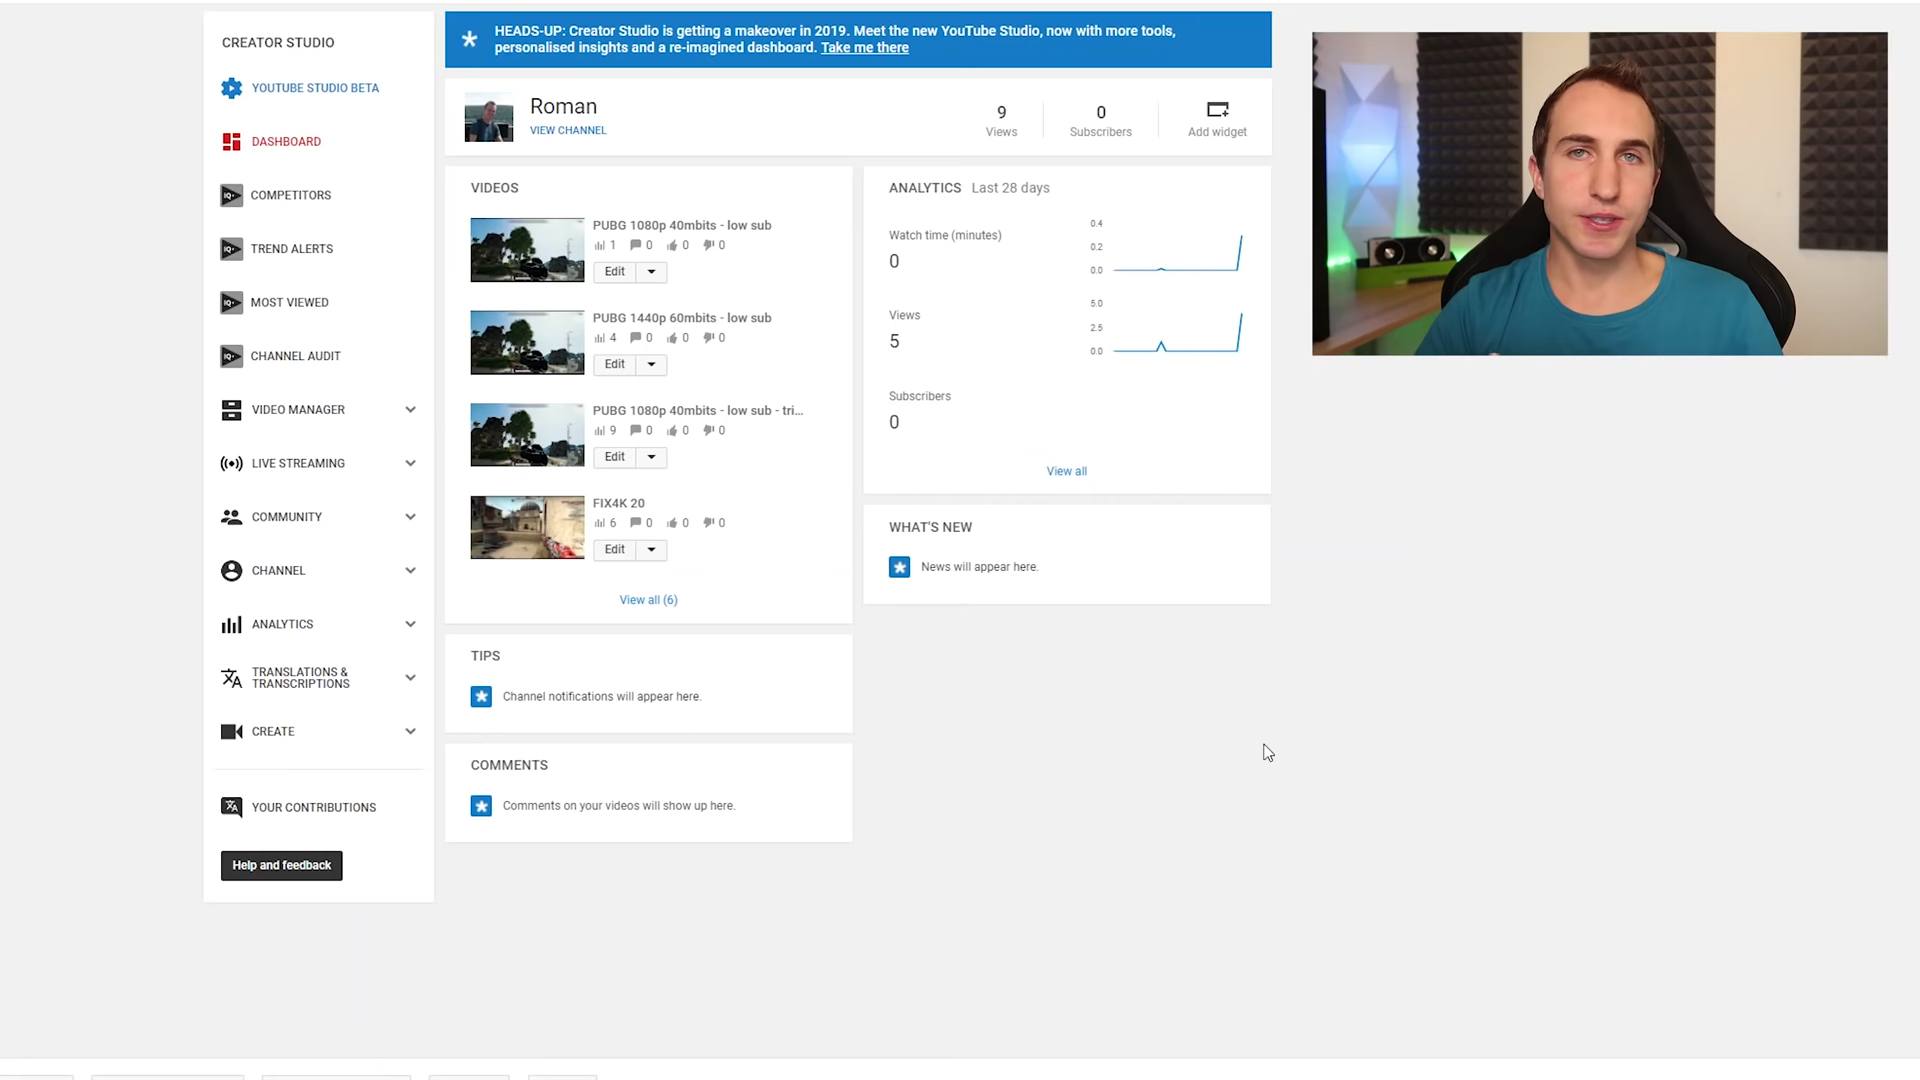 CREATOR STUDIO
YOUTUBE STUDIO BETA
DASHBOARD
COMPETITORS
TREND ALERTS
MOST VIEWED
CHANNEL AUDIT
VIDEO MANAGER
LIVE STREAMING
COMMUNITY
CHANNEL
ANALYTICS
TRANSLATIONS &
TRANSCRIPTIONS
CREATE
YOUR CONTRIBUTIONS
Help and feedback
HEADS-UP: Creator Studio is getting a makeover in 2019. Meet the new YouTube Studio, now with more tools,
personalised insights and a re-imagined dashboard. Take me there
Roman
VIEW CHANNEL
9
Views
0
Subscribers
Add widget
VIDEOS
PUBG 1080p 40mbits - low sub
1 0 0 0
Edit
PUBG 1440p 60mbits - low sub
4 0 0 0
Edit
PUBG 1080p 40mbits - low sub - tri...
9 0 0 0
Edit
FIX4K 20
6 0 0 0
Edit
View all (6)
TIPS
Channel notifications will appear here.
COMMENTS
Comments on your videos will show up here.
ANALYTICS Last 28 days
Watch time (minutes)
0
0.4
0.2
0.0
Views
5
5.0
2.5
0.0
Subscribers
0
View all
WHAT'S NEW
News will appear here.